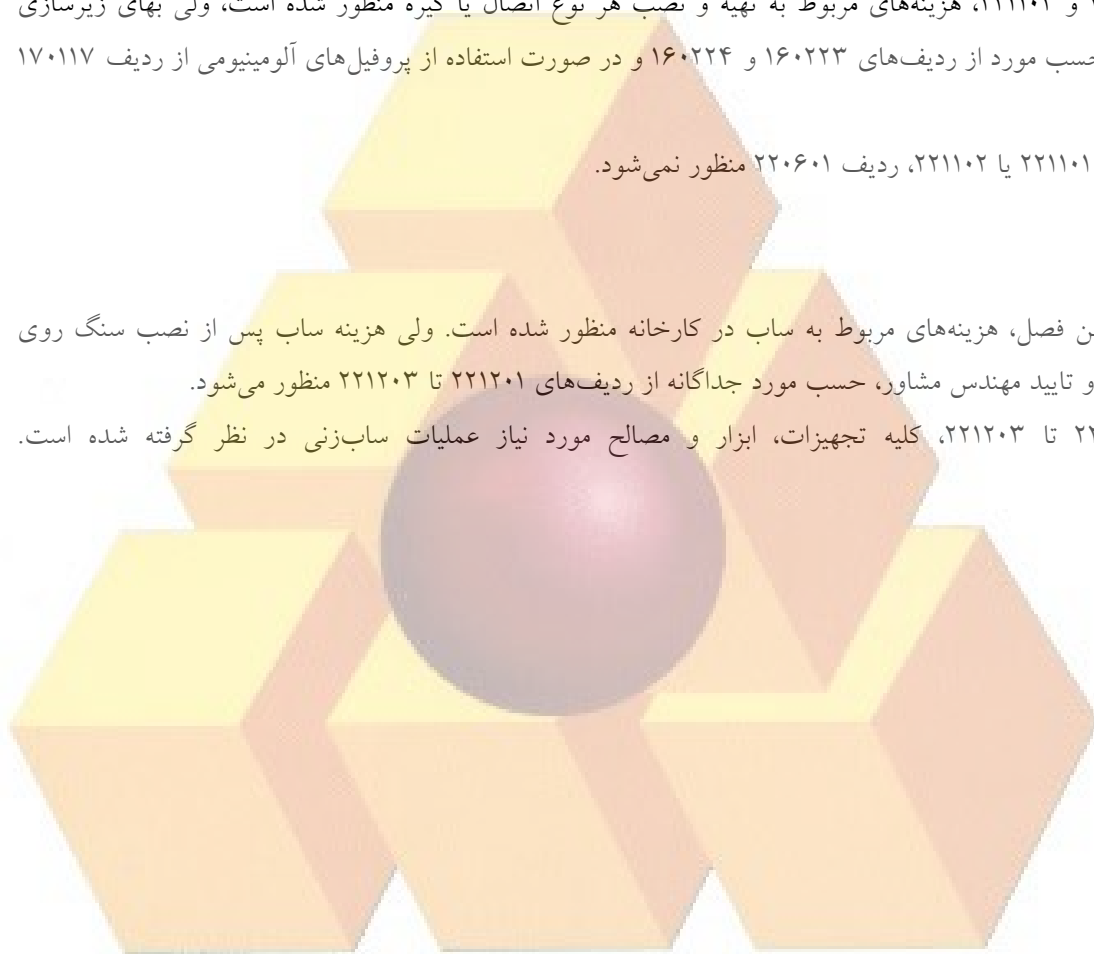 و ۲۲۱۱۰۲، هزینه‌های مربوط به تهیه و نصب هر نوع اتصال یا گیره منظور شده است، ولی بهای زیرسازی
حسب مورد از ردیف‌های ۱۶۰۲۲۳ و ۱۶۰۲۲۴ و در صورت استفاده از پروفیل‌های آلومینیومی از ردیف ۱۷۰۱۱۷
۲۲۱۱۰۱ یا ۲۲۱۱۰۲، ردیف ۲۲۰۶۰۱ منظور نمی‌شود.
ن فصل، هزینه‌های مربوط به ساب در کارخانه منظور شده است. ولی هزینه ساب پس از نصب سنگ روی
و تایید مهندس مشاور، حسب مورد جداگانه از ردیف‌های ۲۲۱۲۰۱ تا ۲۲۱۲۰۳ منظور می‌شود.
تا ۲۲۱۲۰۳، کلیه تجهیزات، ابزار و مصالح مورد نیاز عملیات ساب‌زنی در نظر گرفته شده است.